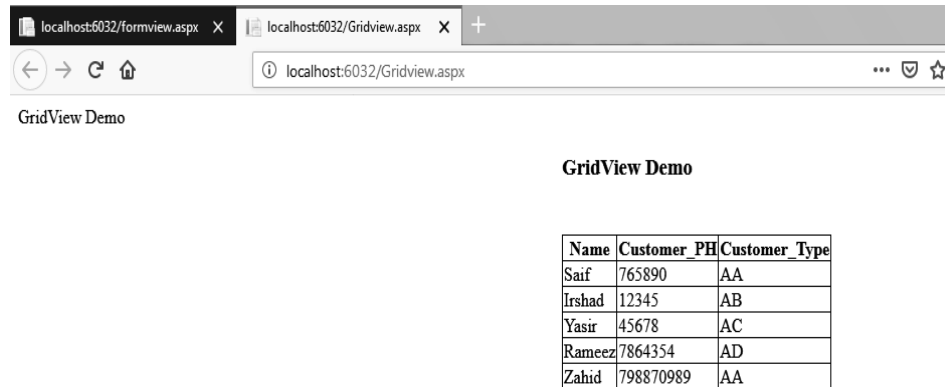 localhost:6032/formview.aspx X localhost:6032/Gridview.aspx X +
localhost:6032/Gridview.aspx
GridView Demo
GridView Demo
Name Customer_PH Customer_Type
Saif 765890 AA
Irshad 12345 AB
Yasir 45678 AC
Rameez 7864354 AD
Zahid 798870989 AA